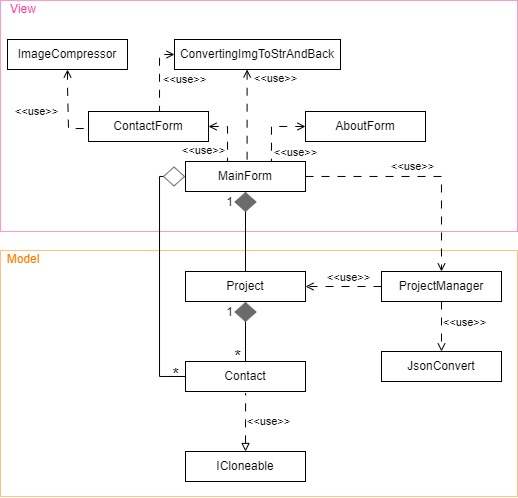 View
ImageCompressor
ConvertingImgToStrAndBack
<<use>>
<<use>>
<<use>>
ContactForm
AboutForm
<<use>>
<<use>>
<<use>>
MainForm
1
Model
Project
<<use>>
ProjectManager
1
<<use>>
*
JsonConvert
*
Contact
<<use>>
ICloneable